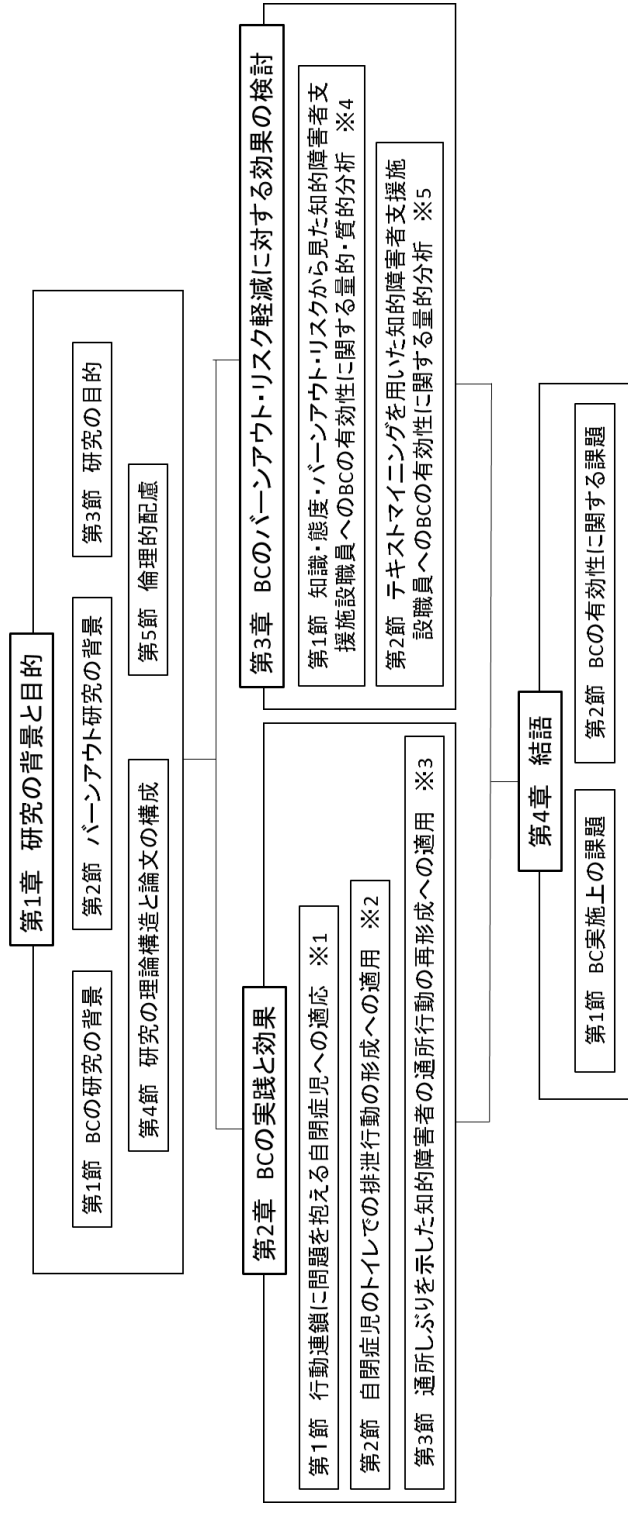 第1章 研究の背景と目的
第1節 BCの研究の背景
第2節 バーンアウト研究の背景
第3節 研究の目的
第4節 研究の理論構造と論文の構成
第5節 倫理的配慮
第2章 BCの実践と効果
第1節 行動連鎖に問題を抱える自閉症児への適応 ※1
第2節 自閉症児のトイレでの排泄行動の形成への適用 ※2
第3節 通所しぶりを示した知的障害者の通所行動の再形成への適用 ※3
第3章 BCのバーンアウト・リスク軽減に対する効果の検討
第1節 知識・態度・バーンアウト・リスクから見た知的障害者支
援施設職員へのBCの有効性に関する量的・質的分析 ※4
第2節 テキストマイニングを用いた知的障害者支援施
設職員へのBCの有効性に関する量的分析 ※5
第4章 結語
第1節 BC実施上の課題
第2節 BCの有効性に関する課題